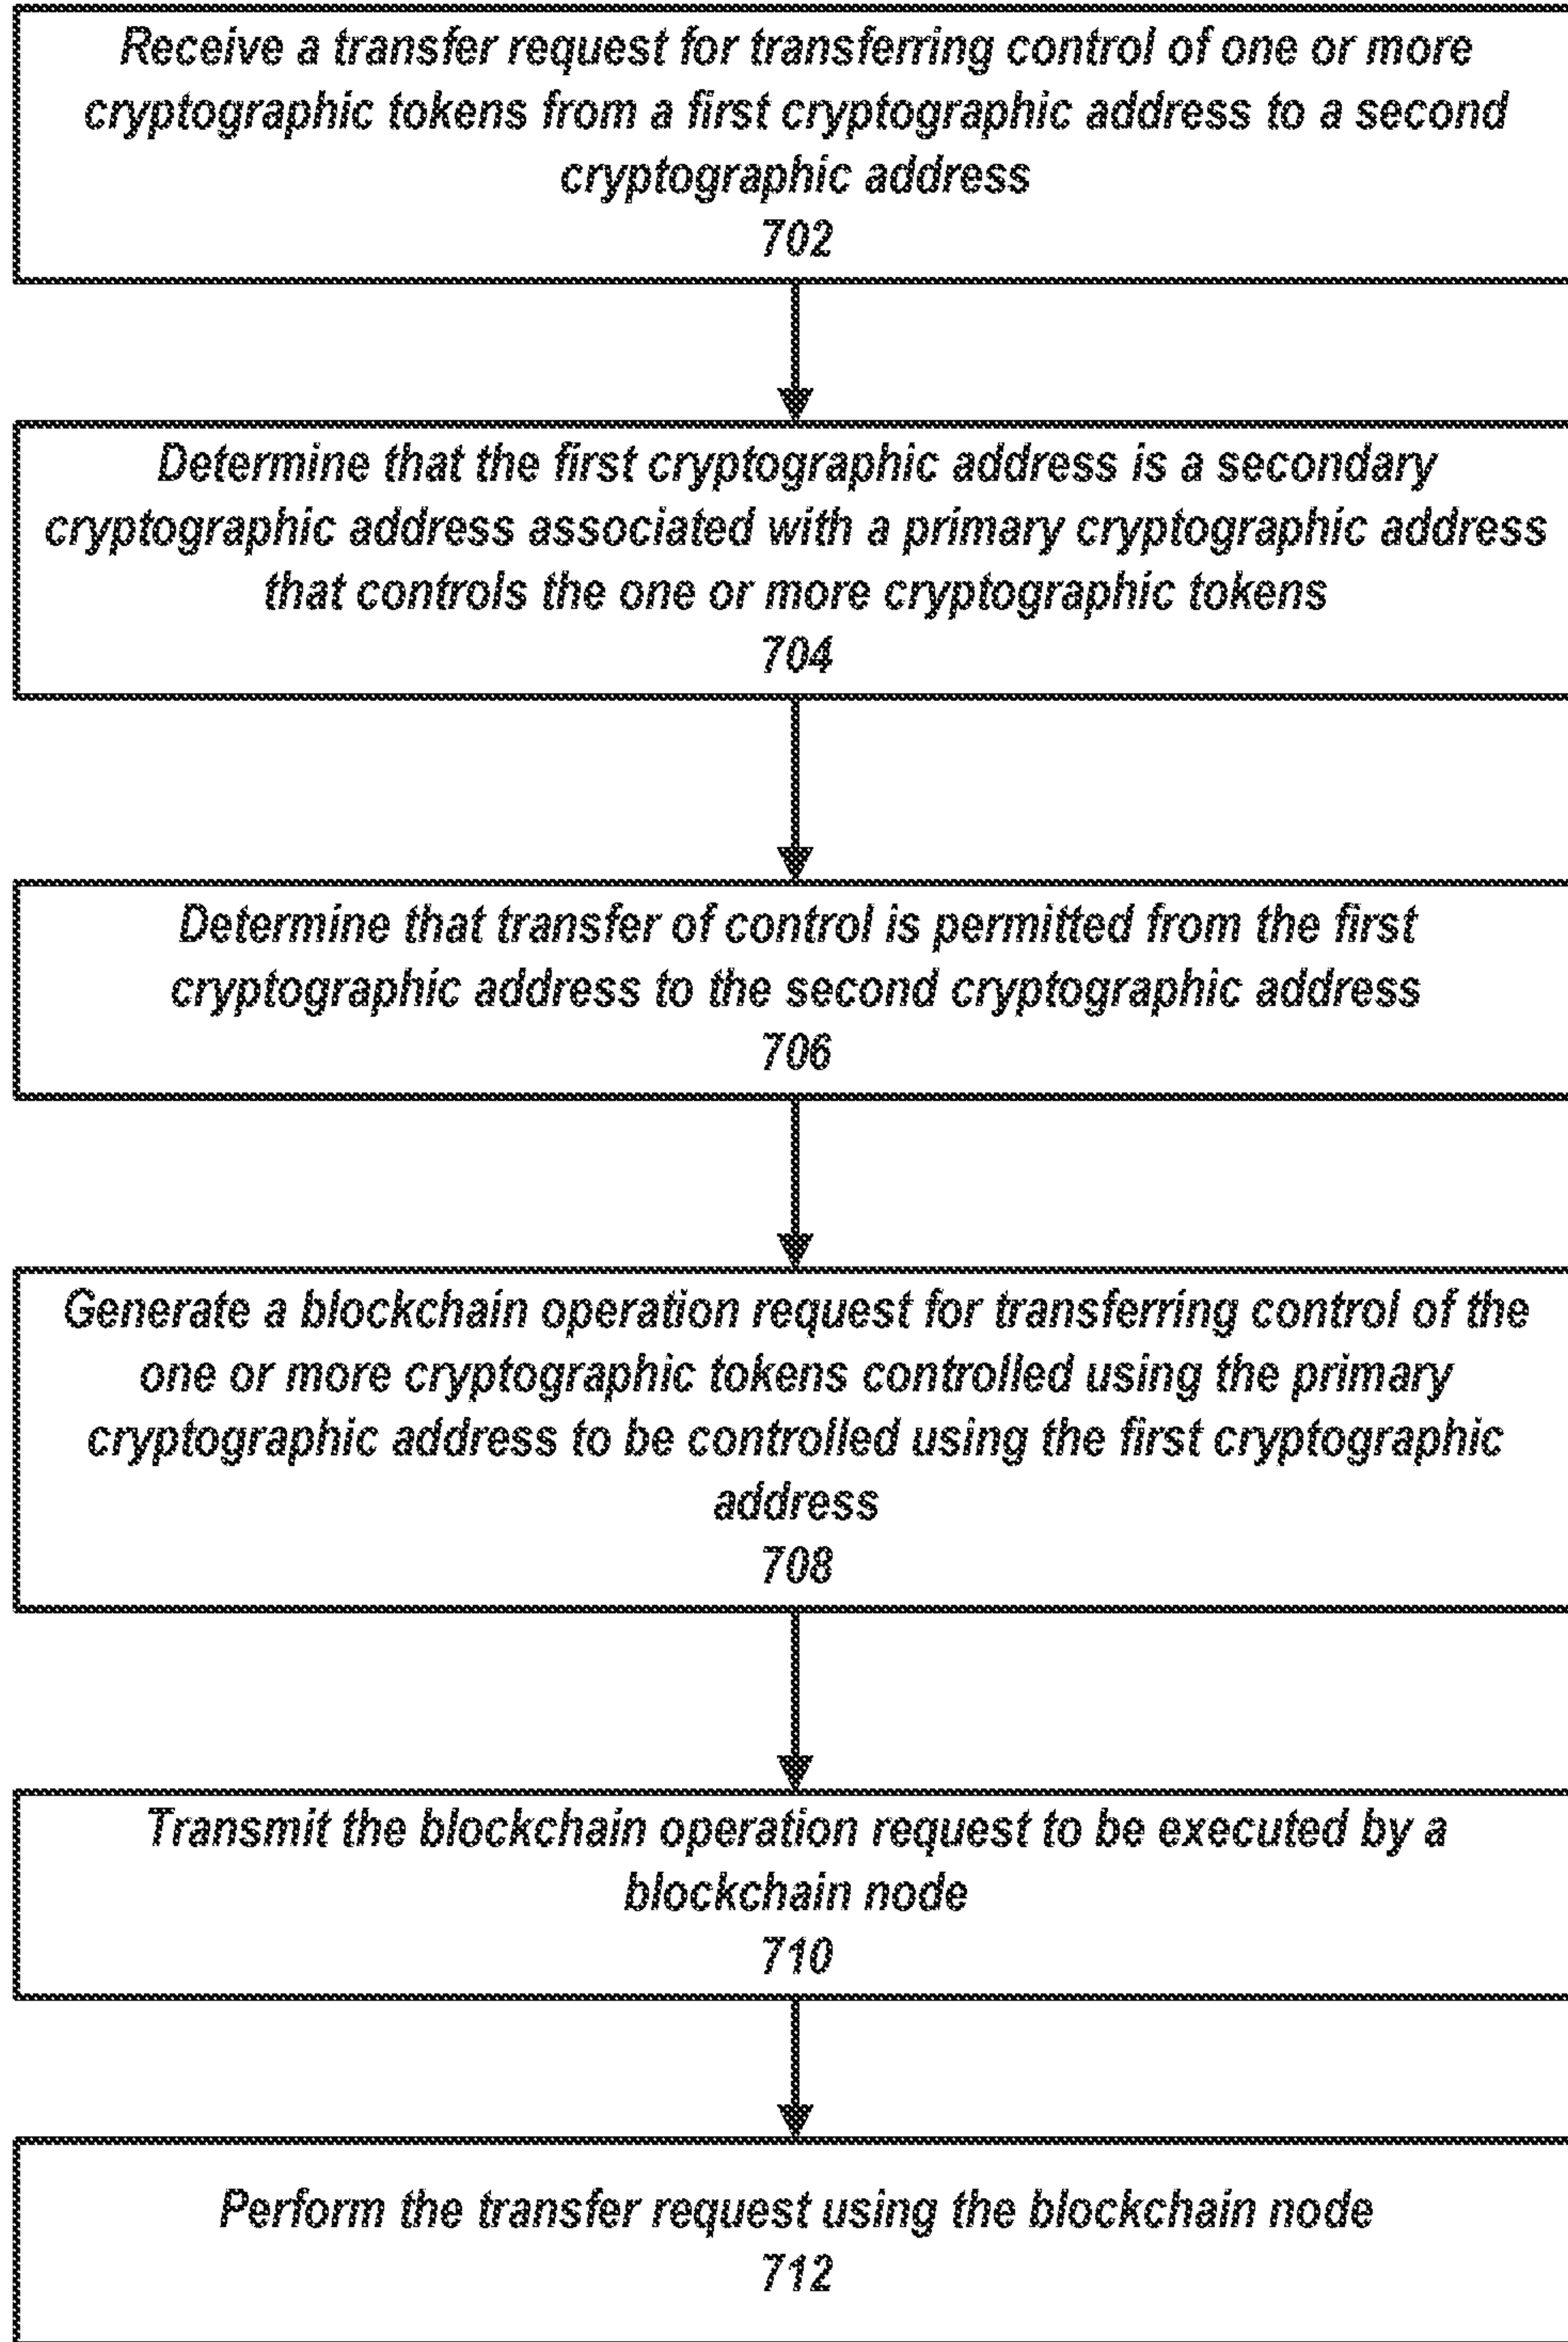 Receive a transfer request for transferring control of one or more
cryptographic tokens from a first cryptographic address to a second
cryptographic address
702
Determine that the first cryptographic address is a secondary
cryptographic address associated with a primary cryptographic address
that controls the one or more cryptographic tokens
704
Determine that transfer of control is permitted from the first
cryptographic address to the second cryptographic address
706
Generate a blockchain operation request for transferring control of the
one or more cryptographic tokens controlled using the primary
cryptographic address to be controlled using the first cryptographic
address
708
Transmit the blockchain operation request to be executed by a
blockchain node
710
Perform the transfer request using the blockchain node
712